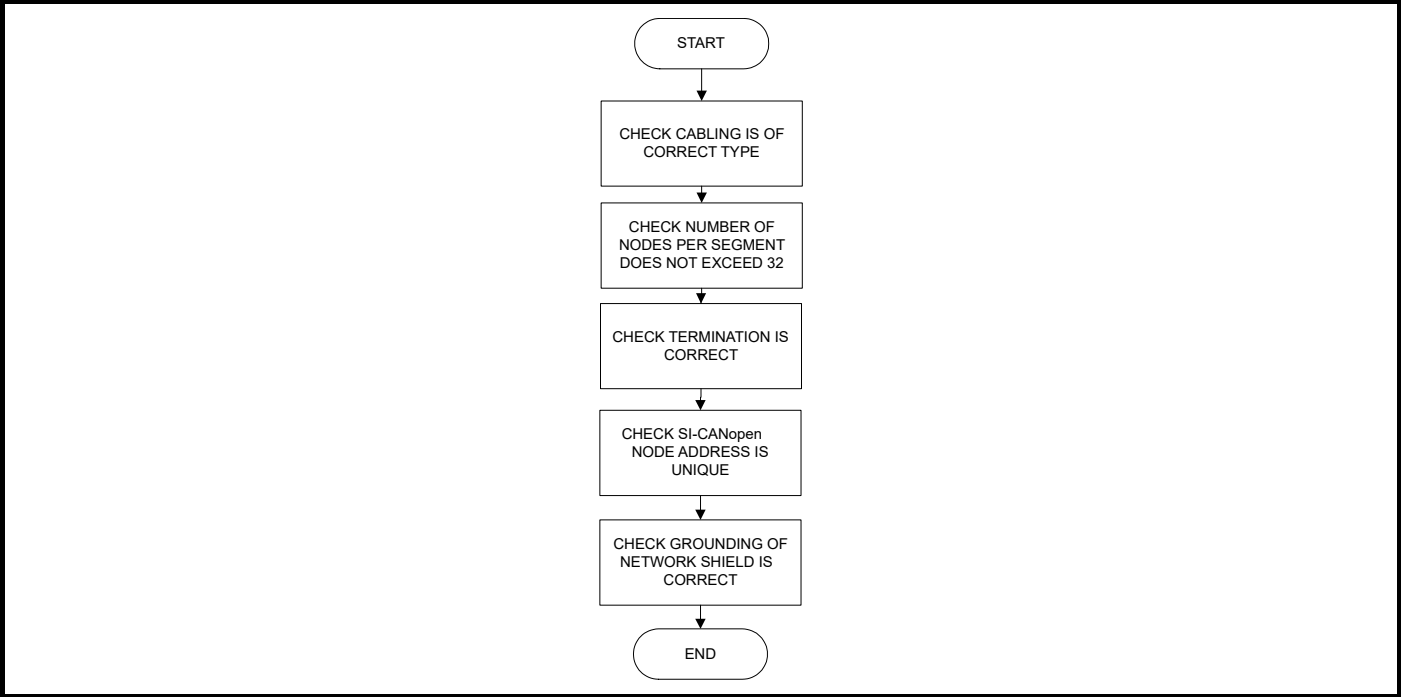 START
CHECK CABLING IS OF
CORRECT TYPE
CHECK NUMBER OF
NODES PER SEGMENT
DOES NOT EXCEED 32
CHECK TERMINATION IS
CORRECT
CHECK SI-CANopen
NODE ADDRESS IS
UNIQUE
CHECK GROUNDING OF
NETWORK SHIELD IS
CORRECT
END